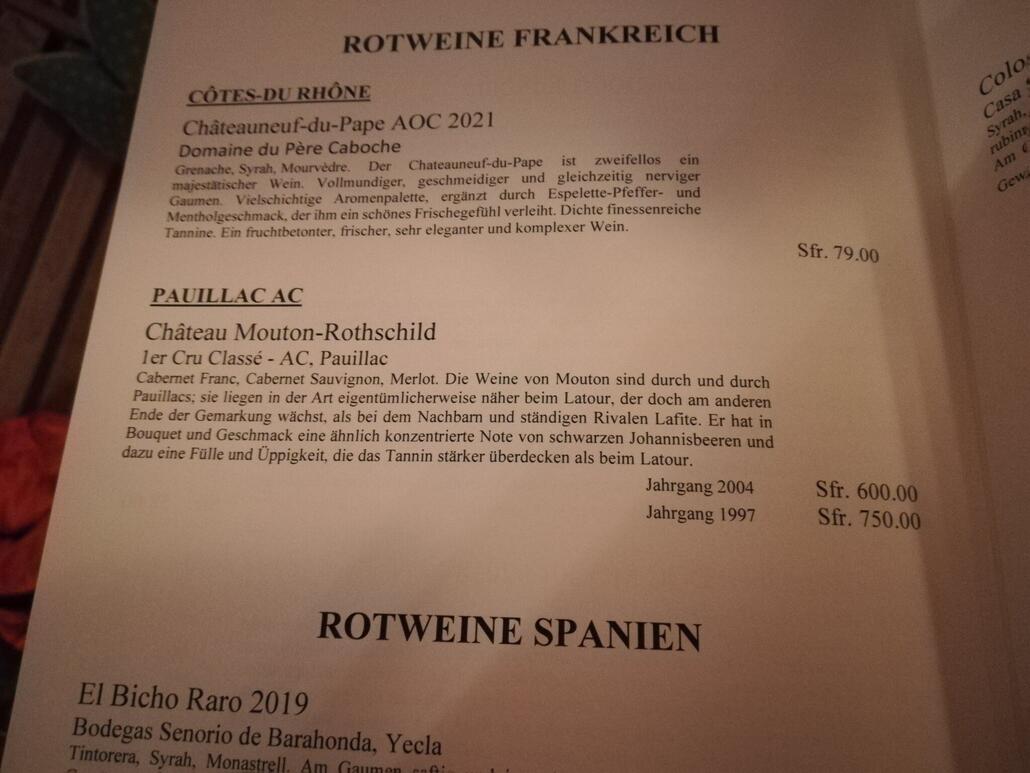 ROTWEINE FRANKREICH
CÔTES-DU RHÔNE
Châteauneuf-du-Pape AOC 2021
Domaine du Père Caboche
Grenache, Syrah, Mourvèdre. Der Chateauneuf-du-Pape ist zweifellos ein
majestätischer Wein. Vollmundiger, geschmeidiger und gleichzeitig nerviger
Gaumen. Vielschichtige Aromenpalette, ergänzt durch Espelette-Pfeffer- und
Mentholgeschmack, der ihm ein schönes Frischegefühl verleiht. Dichte finessenreiche
Tannine. Ein fruchtbetonter, frischer, sehr eleganter und komplexer Wein.
Sfr. 79.00
PAUILLAC AC
Château Mouton-Rothschild
1er Cru Classé - AC, Pauillac
Cabernet Franc, Cabernet Sauvignon, Merlot. Die Weine von Mouton sind durch und durch
Pauillacs; sie liegen in der Art eigentümlicherweise näher beim Latour, der doch am anderen
Ende der Gemarkung wächst, als bei dem Nachbarn und ständigen Rivalen Lafite. Er hat in
Bouquet und Geschmack eine ähnlich konzentrierte Note von schwarzen Johannisbeeren und
dazu eine Fülle und Üppigkeit, die das Tannin stärker überdecken als beim Latour.
Jahrgang 2004 Sfr. 600.00
Jahrgang 1997 Sfr. 750.00
ROTWEINE SPANIEN
El Bicho Raro 2019
Bodegas Senorio de Barahonda, Yecla
Tintorera, Syrah, Monastrell. Am Gaumen
Casa
Syrah,
Am